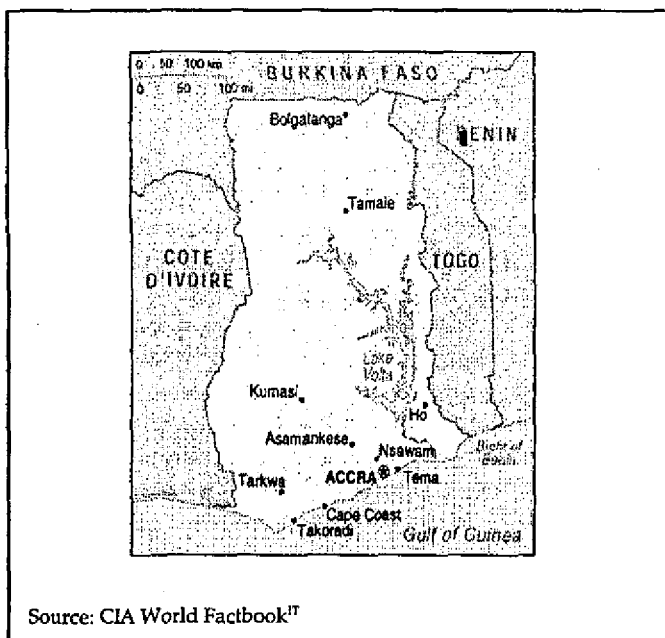 0 50 100 km
0 50 100 mi
BURKINA FASO
Bolgatanga
BENIN
Tamale
COTE
D'IVOIRE
TOGO
Lake
Volta
Kumasi
Ho
Asamankese
Nsawam
Bight of
Benin
Tarkwa
ACCRA
Tema
Cape Coast
Takoradi
Gulf of Guinea
Source: CIA World Factbook